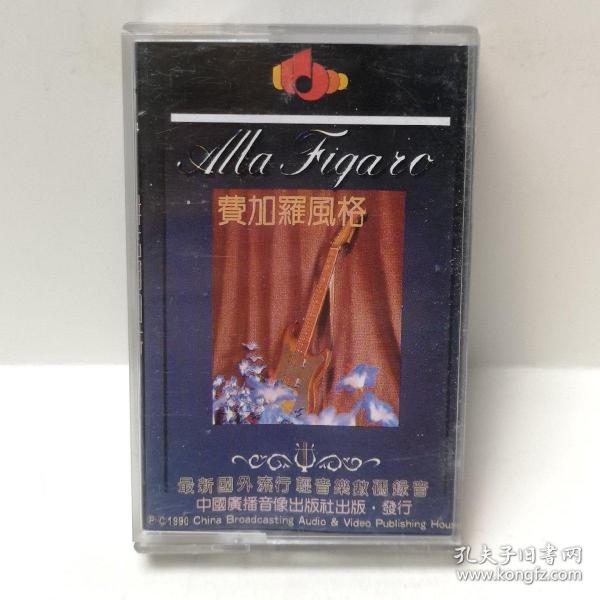 Alla Figaro
費加羅風格
最新國外流行輕音樂數碼錄音
中國廣播音像出版社出版·發行
P·C 1990 China Broadcasting Audio & Video Publishing House
孔夫子旧书网
www.kongfz.com